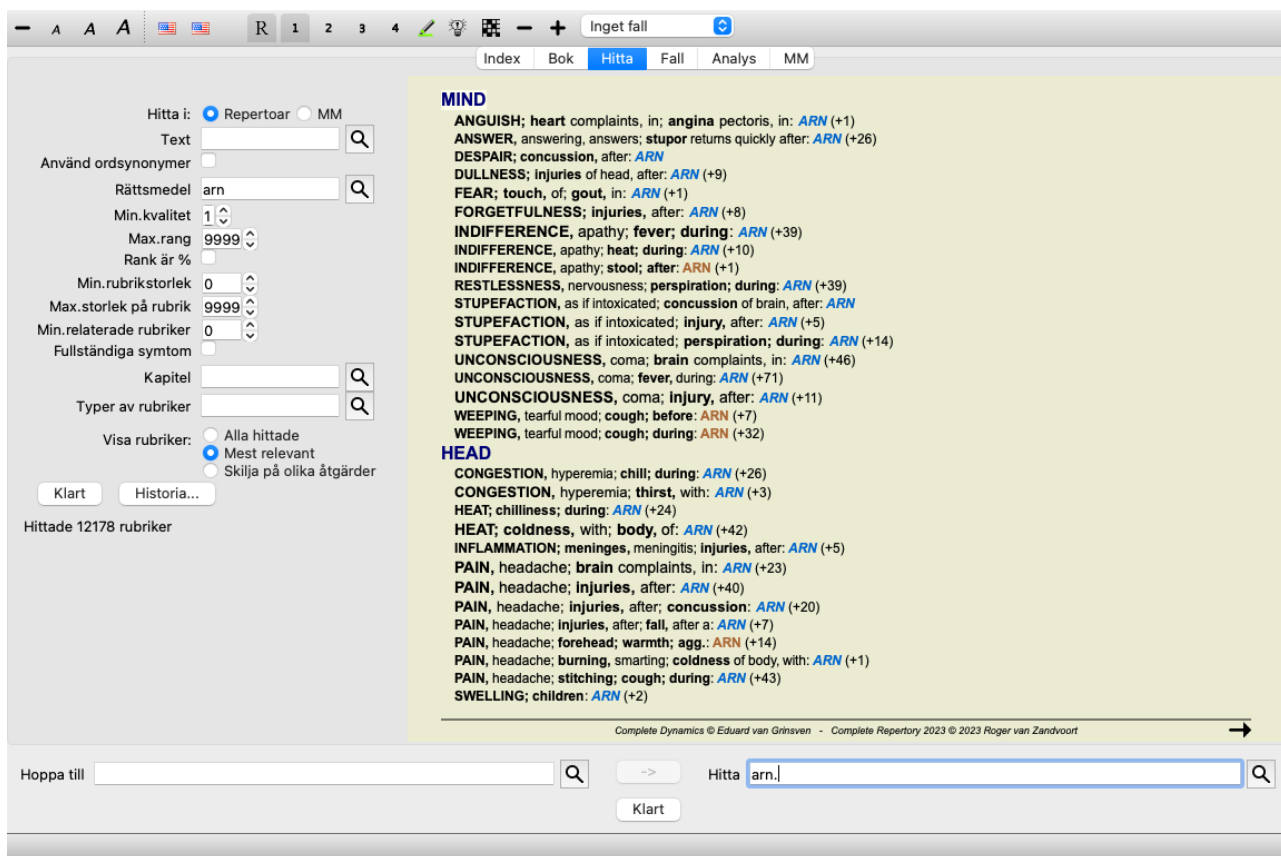 A A A R 1 2 3 4 Inget fall
Index Bok Hitta Fall Analys MM
Hitta i: Repertoar MM
Text
Använd ordsynonymer
Rättsmedel arn
Min.kvalitet 1
Max.rang 9999
Rank är %
Min.rubrikstorlek 0
Max.storlek på rubrik 9999
Min.relaterade rubriker 0
Fullständiga symtom
Kapitel
Typer av rubriker
Visa rubriker: Alla hittade
Mest relevant
Skilja på olika åtgärder
Klart Historia...
Hittade 12178 rubriker
MIND
ANGUISH; heart complaints, in; angina pectoris, in: ARN (+1)
ANSWER, answering, answers; stupor returns quickly after: ARN (+26)
DESPAIR; concussion, after: ARN
DULLNESS; injuries of head, after: ARN (+9)
FEAR; touch, of; gout, in: ARN (+1)
FORGETFULNESS; injuries, after: ARN (+8)
INDIFFERENCE, apathy; fever; during: ARN (+39)
INDIFFERENCE, apathy; heat; during: ARN (+10)
INDIFFERENCE, apathy; stool; after: ARN (+1)
RESTLESSNESS, nervousness; perspiration; during: ARN (+39)
STUPEFACTION, as if intoxicated; concussion of brain, after: ARN
STUPEFACTION, as if intoxicated; injury, after: ARN (+5)
STUPEFACTION, as if intoxicated; perspiration; during: ARN (+14)
UNCONSCIOUSNESS, coma; brain complaints, in: ARN (+46)
UNCONSCIOUSNESS, coma; fever, during: ARN (+71)
UNCONSCIOUSNESS, coma; injury, after: ARN (+11)
WEEPING, tearful mood; cough; before: ARN (+7)
WEEPING, tearful mood; cough; during: ARN (+32)
HEAD
CONGESTION, hyperemia; chill; during: ARN (+26)
CONGESTION, hyperemia; thirst, with: ARN (+3)
HEAT; chilliness; during: ARN (+24)
HEAT; coldness, with; body, of: ARN (+42)
INFLAMMATION; meninges, meningitis; injuries, after: ARN (+5)
PAIN, headache; brain complaints, in: ARN (+23)
PAIN, headache; injuries, after: ARN (+40)
PAIN, headache; injuries, after; concussion: ARN (+20)
PAIN, headache; injuries, after; fall, after a: ARN (+7)
PAIN, headache; forehead; warmth; agg.: ARN (+14)
PAIN, headache; burning, smarting; coldness of body, with: ARN (+1)
PAIN, headache; stitching; cough; during: ARN (+43)
SWELLING; children: ARN (+2)
Complete Dynamics © Eduard van Grinsven - Complete Repertory 2023 © 2023 Roger van Zandvoort
Hoppa till -> Hitta arn.
Klart